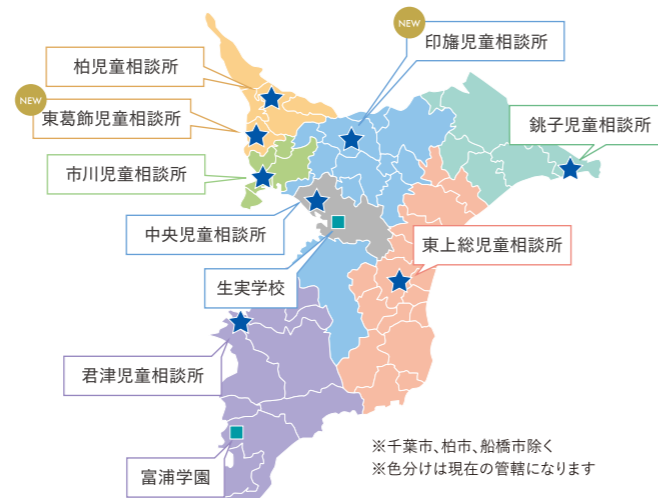 NEW
印旛児童相談所
柏児童相談所
NEW
東葛飾児童相談所
銚子児童相談所
市川児童相談所
中央児童相談所
東上総児童相談所
生実学校
君津児童相談所
富浦学園
※千葉市、柏市、船橋市除く
※色分けは現在の管轄になります